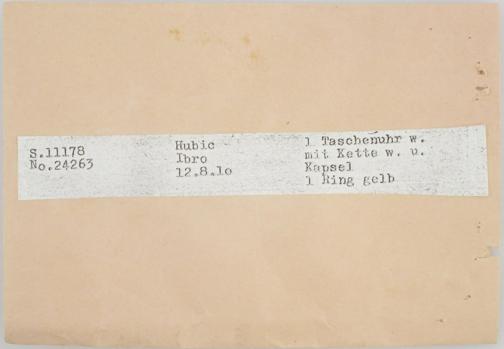 S.11178 Hubic 1 Taschenuhr w.
No.24263 Ibro mit Kette w. u.
12.8.1o Kapsel
1 Ring gelb